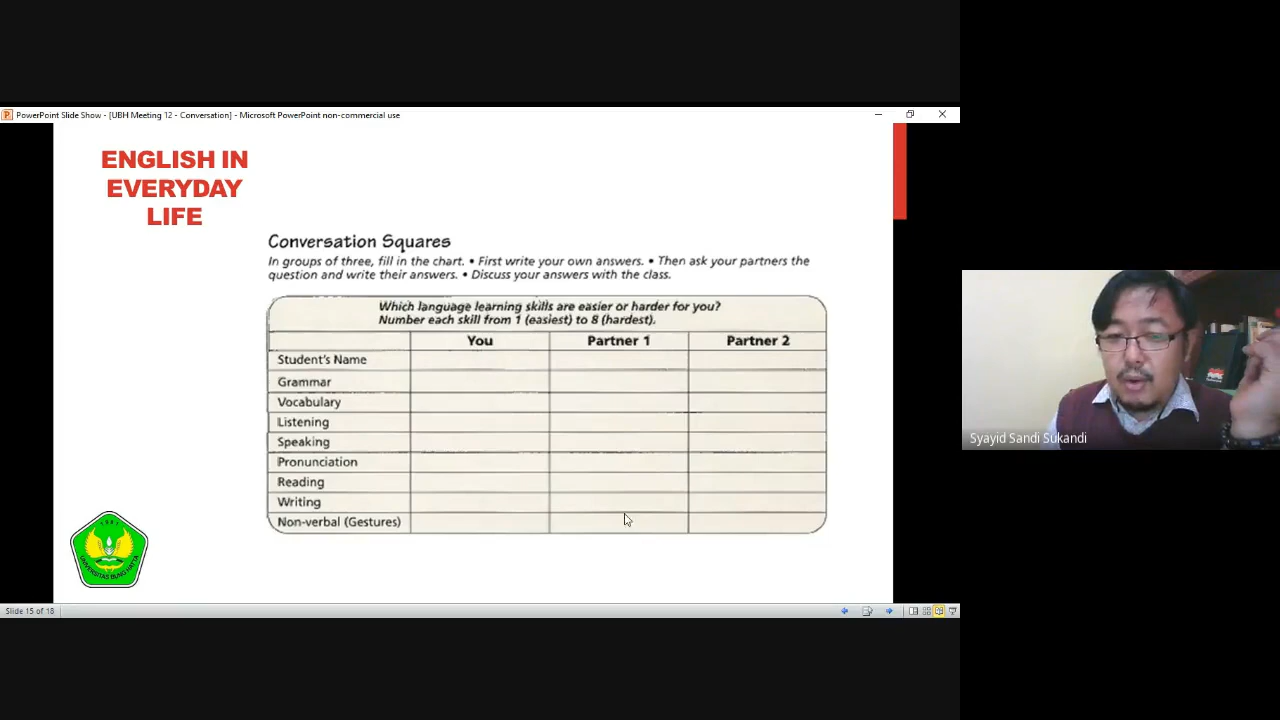 PowerPoint Slide Show - [UBH Meeting 12 - Conversation] - Microsoft PowerPoint non-commercial use
ENGLISH IN
EVERYDAY
LIFE
Conversation Squares
In groups of three, fill in the chart. • First write your own answers. • Then ask your partners the
question and write their answers. • Discuss your answers with the class.
Which language learning skills are easier or harder for you?
Number each skill from 1 (easiest) to 8 (hardest).
You Partner 1 Partner 2
Student's Name
Grammar
Vocabulary
Listening
Speaking
Pronunciation
Reading
Writing
Non-verbal (Gestures)
1981
UNIVERSITAS BUNG HATTA
Syayid Sandi Sukandi
Slide 15 of 18